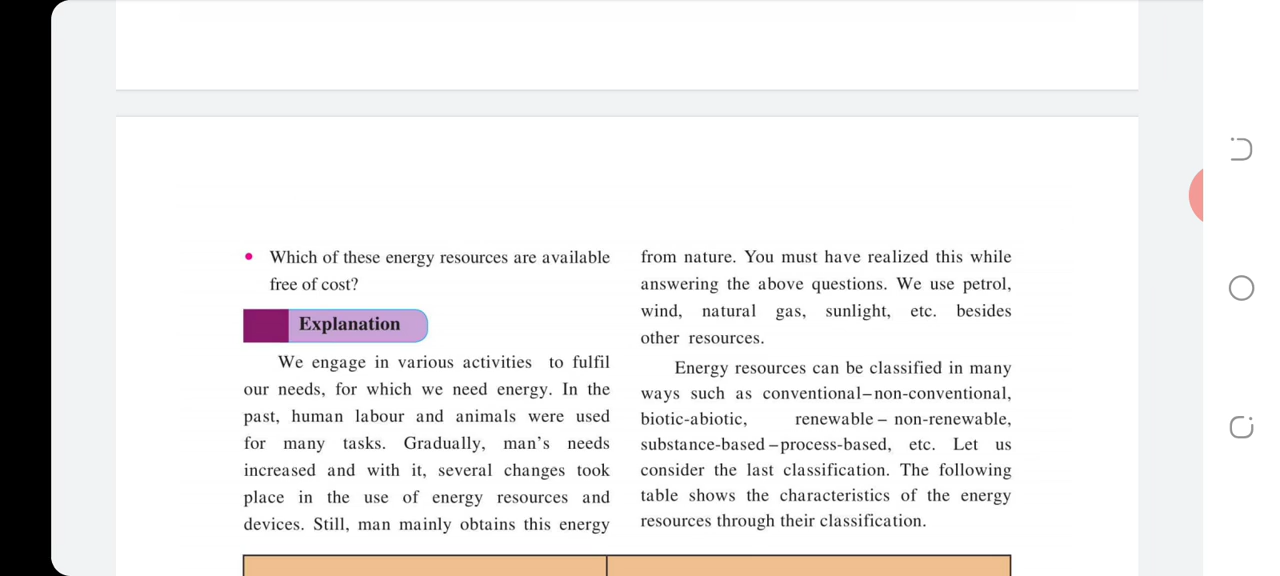 • Which of these energy resources are available
free of cost?
Explanation
We engage in various activities to fulfil
our needs, for which we need energy. In the
past, human labour and animals were used
for many tasks. Gradually, man's needs
increased and with it, several changes took
place in the use of energy resources and
devices. Still, man mainly obtains this energy
from nature. You must have realized this while
answering the above questions. We use petrol,
wind, natural gas, sunlight, etc. besides
other resources.
Energy resources can be classified in many
ways such as conventional–non-conventional,
biotic-abiotic, renewable – non-renewable,
substance-based –process-based, etc. Let us
consider the last classification. The following
table shows the characteristics of the energy
resources through their classification.